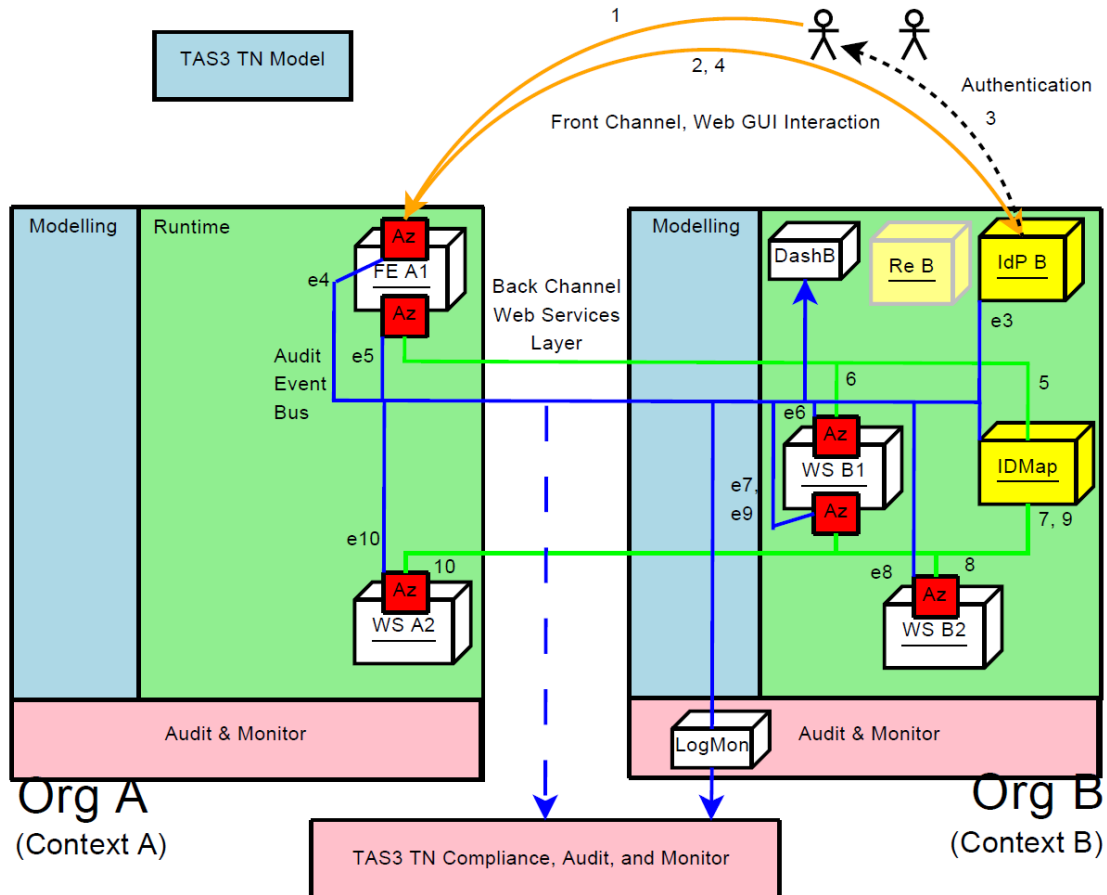 1
TAS3 TN Model
2, 4
Authentication
3
Front Channel, Web GUI Interaction
Modelling
Runtime
Az
FE A1
Az
e4
e5
Audit
Event
Bus
Back Channel
Web Services
Layer
Modelling
DashB
Re B
IdP B
e3
6
5
e6
Az
WS B1
Az
IDMap
e7,
e9
7, 9
e10
10
Az
WS A2
e8
8
Az
WS B2
Audit & Monitor
LogMon
Audit & Monitor
Org A
(Context A)
Org B
(Context B)
TAS3 TN Compliance, Audit, and Monitor